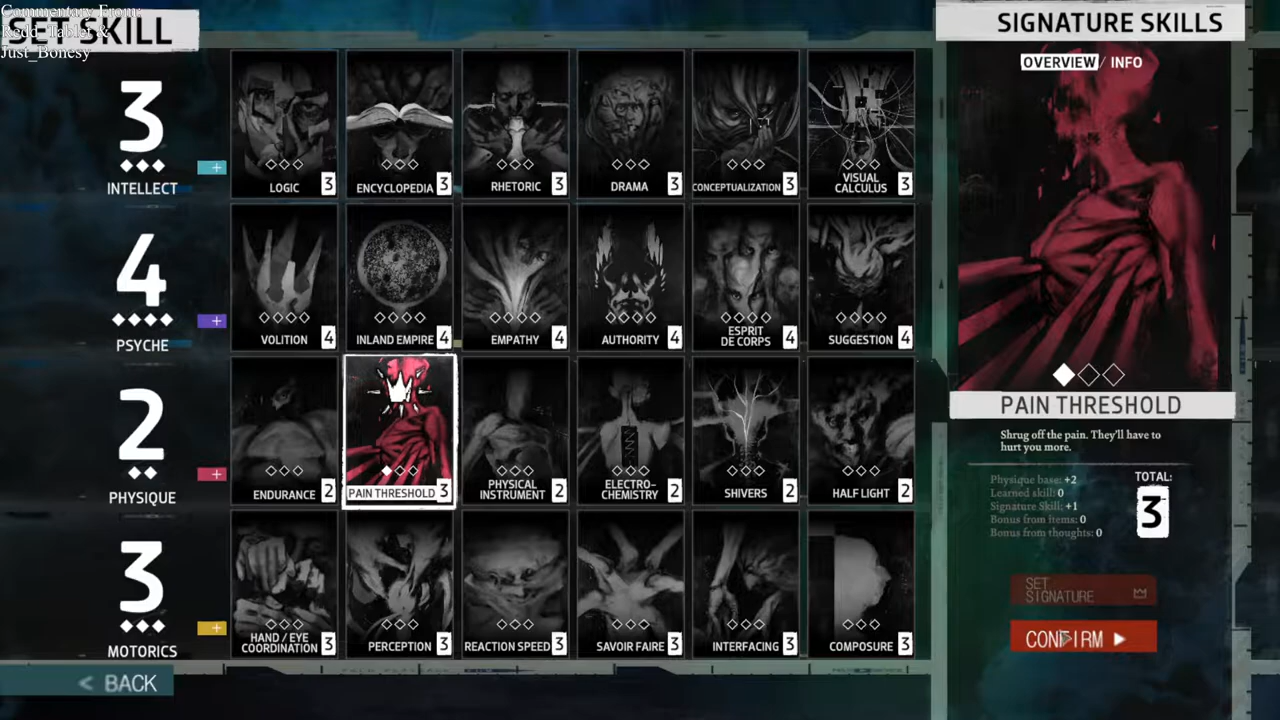 Commentary From:
Redd_Tablet &
Just_Bonesy
SET SKILL
SIGNATURE SKILLS
OVERVIEW / INFO
3
INTELLECT
+
LOGIC 3
ENCYCLOPEDIA 3
RHETORIC 3
DRAMA 3
CONCEPTUALIZATION 3
VISUAL
CALCULUS 3
4
PSYCHE
+
VOLITION 4
INLAND EMPIRE 4
EMPATHY 4
AUTHORITY 4
ESPRIT
DE CORPS 4
SUGGESTION 4
2
PHYSIQUE
+
ENDURANCE 2
PAIN THRESHOLD 3
PHYSICAL
INSTRUMENT 2
ELECTRO-
CHEMISTRY 2
SHIVERS 2
HALF LIGHT 2
3
MOTORICS
+
HAND / EYE
COORDINATION 3
PERCEPTION 3
REACTION SPEED 3
SAVOIR FAIRE 3
INTERFACING 3
COMPOSURE 3
PAIN THRESHOLD
Shrug off the pain. They'll have to
hurt you more.
Physique base: +2
Learned skill: 0
Signature Skill: +1
Bonus from items: 0
Bonus from thoughts: 0
TOTAL:
3
SET
SIGNATURE
CONFIRM
< BACK